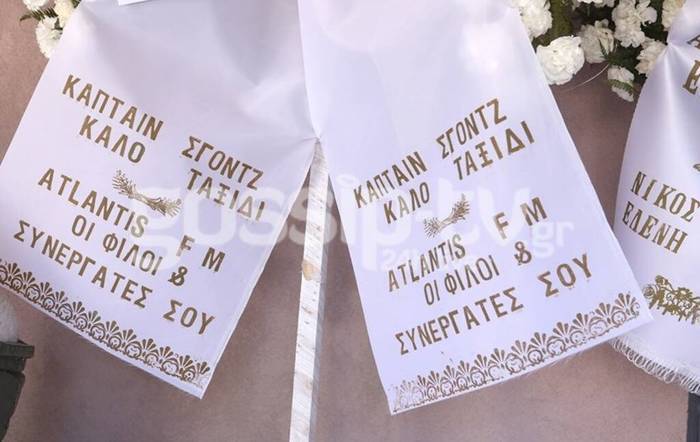 ΚΑΠΤΑΙΝ ΣΓΟΝΤΖ
ΚΑΛΟ ΤΑΞΙΔΙ
ATLANTIS FM
ΟΙ ΦΙΛΟΙ &
ΣΥΝΕΡΓΑΤΕΣ ΣΟΥ
ΚΑΠΤΑΙΝ ΣΓΟΝΤΖ
ΚΑΛΟ ΤΑΞΙΔΙ
ATLANTIS FM
ΟΙ ΦΙΛΟΙ &
ΣΥΝΕΡΓΑΤΕΣ ΣΟΥ
ΝΙΚΟΣ
ΕΛΕΝΗ
gossip-tv.gr